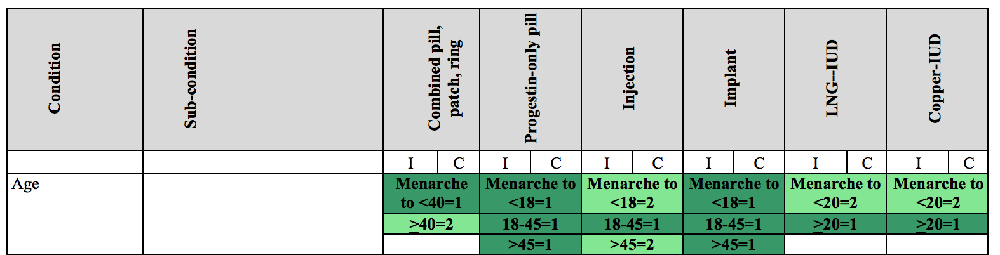 Condition
Sub-condition
Combined pill,
patch, ring
Progestin-only pill
Injection
Implant
LNG--IUD
Copper-IUD
I C I C I C I C I C I C
Age
Menarche
to <40=1
Menarche to
<18=1
Menarche to
<18=2
Menarche to
<18=1
Menarche to
<20=2
Menarche to
<20=2
≥40=2 18-45=1 18-45=1 18-45=1 ≥20=1 ≥20=1
>45=1 >45=2 >45=1